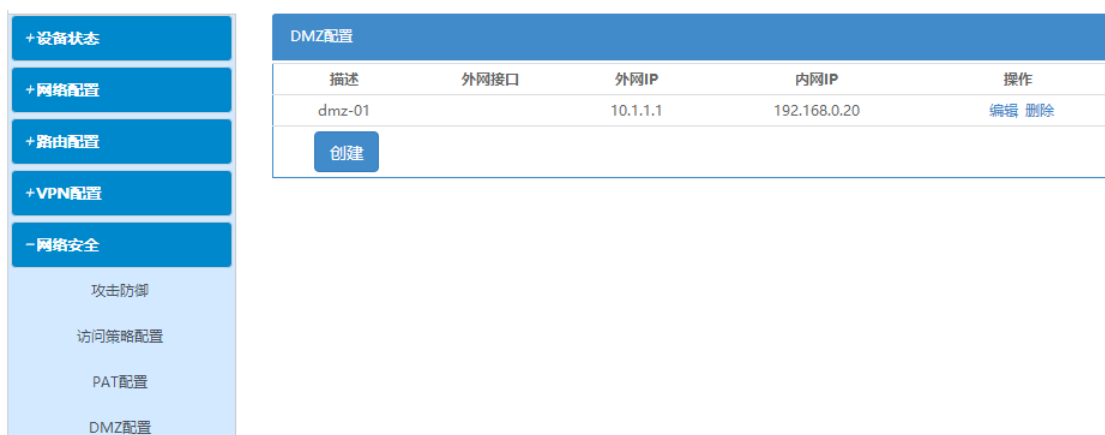 +设备状态
+网络配置
+路由配置
+VPN配置
-网络安全
攻击防御
访问策略配置
PAT配置
DMZ配置
DMZ配置
描述 外网接口 外网IP 内网IP 操作
dmz-01 10.1.1.1 192.168.0.20 编辑 删除
创建